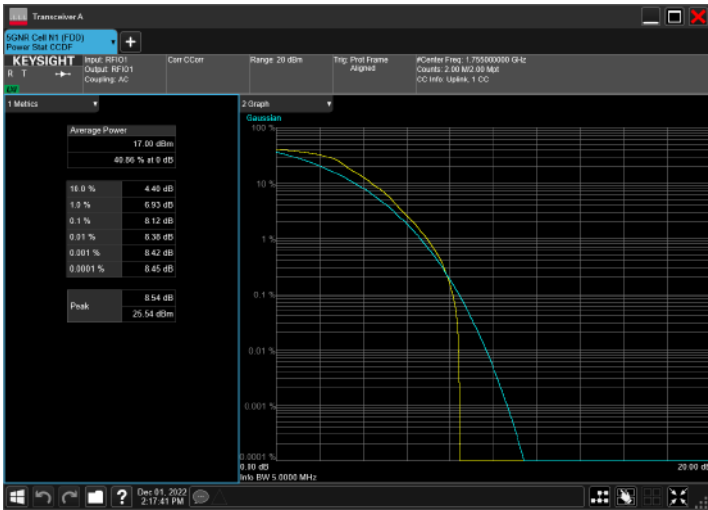 Transceiver A
5GNR Cell N1 (FDD)
Power Stat CCDF
KEYSIGHT
R T
Input: RFIO1
Output: RFIO1
Coupling: AC
Corr CCorr
Range: 20 dBm
Trig: Prot Frame
Aligned
#Center Freq: 1.755000000 GHz
Counts: 2.00 M/2.00 Mpt
CC Info: Uplink, 1 CC
1 Metrics
Average Power
17.00 dBm
40.86 % at 0 dB
10.0 % 4.40 dB
1.0 % 6.93 dB
0.1 % 8.12 dB
0.01 % 8.38 dB
0.001 % 8.42 dB
0.0001 % 8.45 dB
Peak
8.54 dB
25.54 dBm
2 Graph
Gaussian
100 %
10 %
1 %
0.1 %
0.01 %
0.001 %
0.0001 %
0.00 dB
20.00 dB
Info BW 5.0000 MHz
Dec 01, 2022
2:17:41 PM